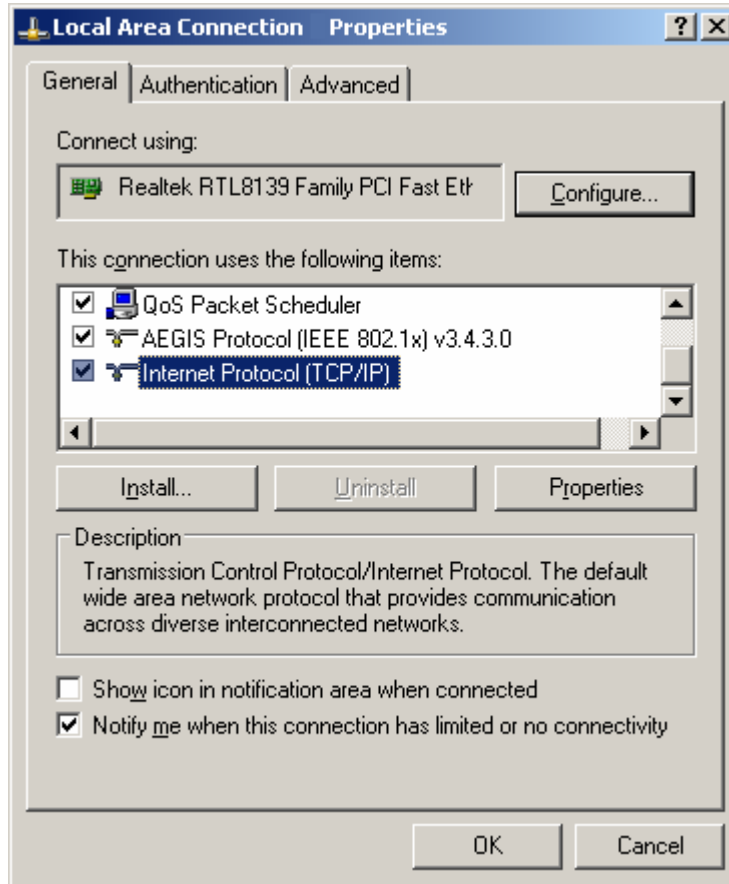 Local Area Connection Properties
General Authentication Advanced
Connect using:
Realtek RTL8139 Family PCI Fast Eth
Configure...
This connection uses the following items:
QoS Packet Scheduler
AEGIS Protocol (IEEE 802.1x) v3.4.3.0
Internet Protocol (TCP/IP)
Install... Uninstall Properties
Description
Transmission Control Protocol/Internet Protocol. The default
wide area network protocol that provides communication
across diverse interconnected networks.
Show icon in notification area when connected
Notify me when this connection has limited or no connectivity
OK Cancel